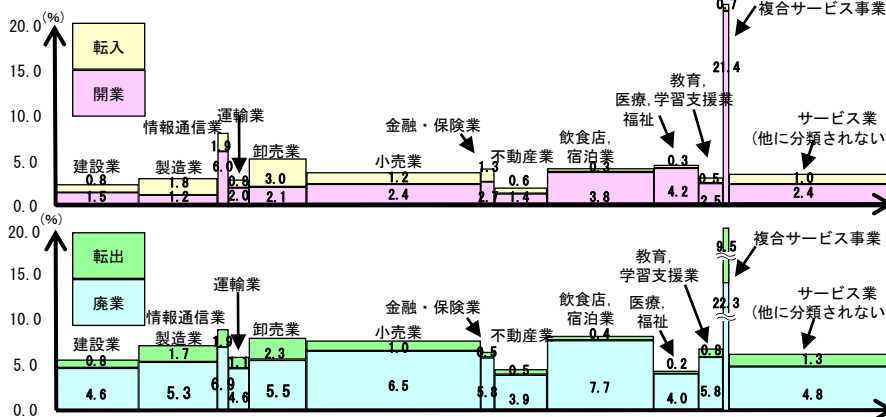 (%)
20.0
15.0
10.0
5.0
0.0
転入
開業
建設業
0.8
1.5
製造業
1.8
1.2
情報通信業
1.9
6.0
運輸業
0.8
2.0
卸売業
3.0
2.1
小売業
1.2
2.4
金融・保険業
1.3
2.7
不動産業
0.6
1.4
飲食店,
宿泊業
0.3
3.8
医療,
福祉
0.3
4.2
教育,
学習支援業
0.5
2.5
複合サービス事業
0.7
21.4
サービス業
(他に分類されない
1.0
2.4
(%)
20.0
15.0
10.0
5.0
0.0
転出
廃業
建設業
0.8
4.6
製造業
1.7
5.3
情報通信業
1.9
6.9
運輸業
1.1
4.6
卸売業
2.3
5.5
小売業
1.0
6.5
金融・保険業
0.5
5.8
不動産業
0.5
3.9
飲食店,
宿泊業
0.4
7.7
医療,
福祉
0.2
4.0
教育,
学習支援業
0.8
5.8
複合サービス事業
9.5
22.3
サービス業
(他に分類されない
1.3
4.8